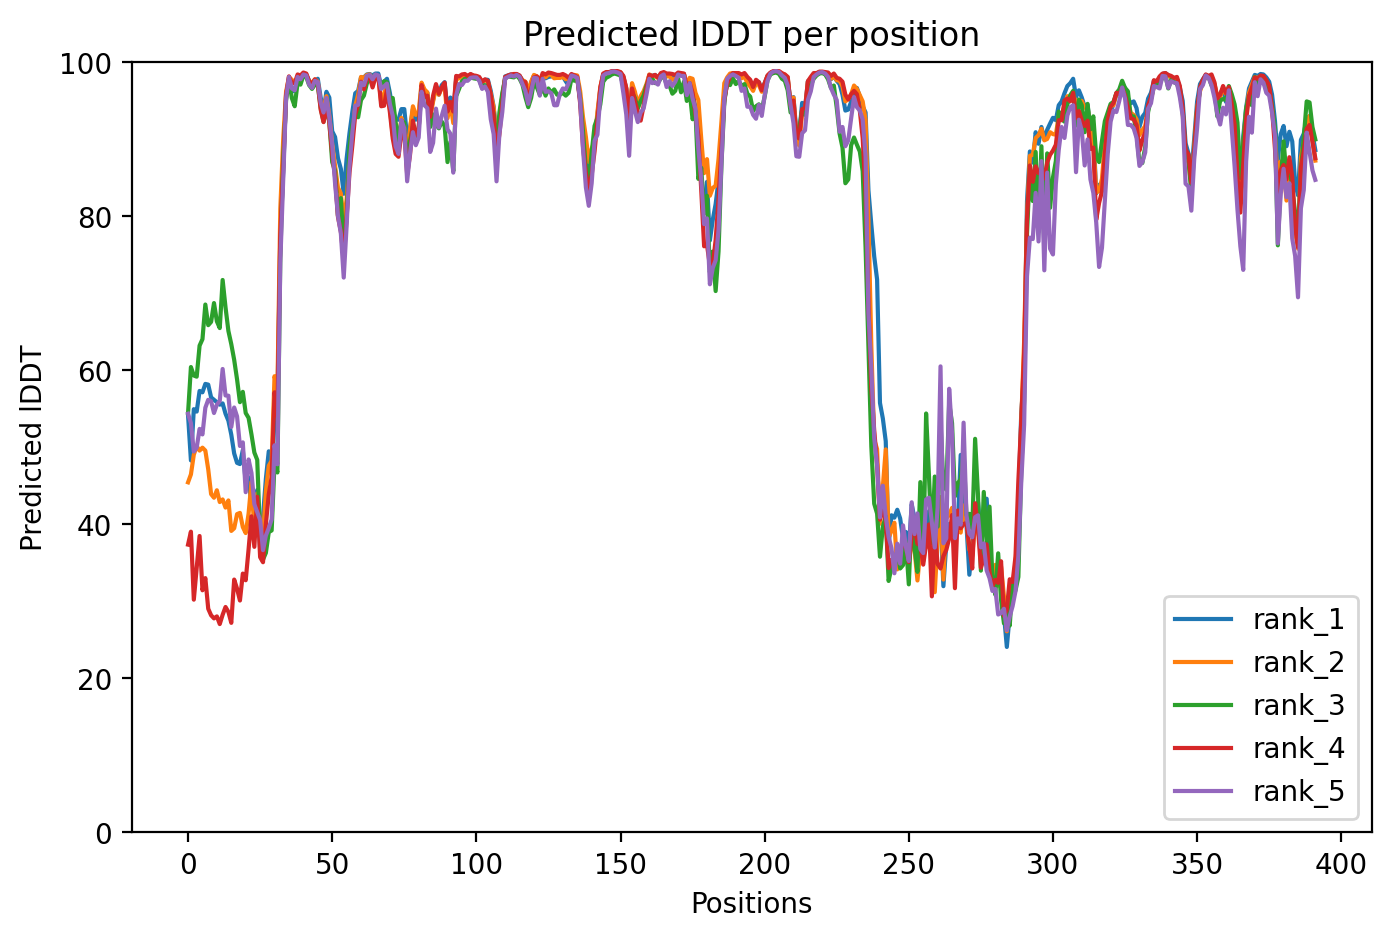 Predicted lDDT per position
Predicted lDDT
100
80
60
40
20
0
0 50 100 150 200 250 300 350 400
Positions
rank_1
rank_2
rank_3
rank_4
rank_5